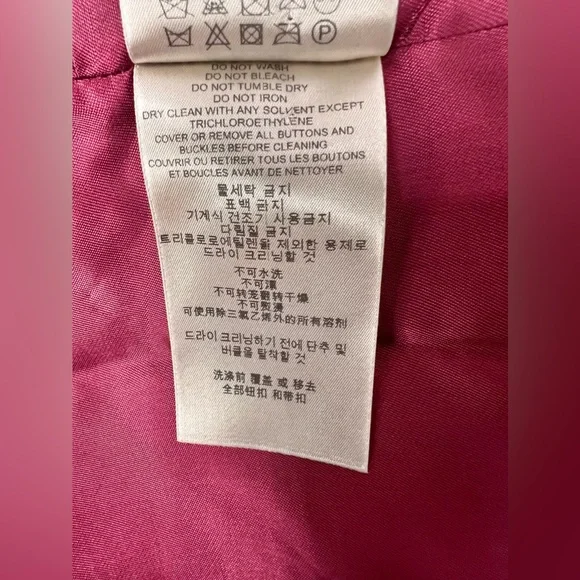 DO NOT WASH
DO NOT BLEACH
DO NOT TUMBLE DRY
DO NOT IRON
DRY CLEAN WITH ANY SOLVENT EXCEPT
TRICHLOROETHYLENE
COVER OR REMOVE ALL BUTTONS AND
BUCKLES BEFORE CLEANING
COUVRIR OU RETIRER TOUS LES BOUTONS
ET BOUCLES AVANT DE NETTOYER
물세탁 금지
표백 금지
기계식 건조기 사용금지
다림질 금지
트리클로로에틸렌을 제외한 용제로
드라이 크리닝할 것
不可水洗
不可漂
不可转笼翻转干燥
不可熨烫
可使用除三氯乙烯外的所有溶剂
드라이 크리닝하기 전에 단추 및
버클을 탈착할 것
洗涤前 覆盖 或 移去
全部钮扣 和带扣